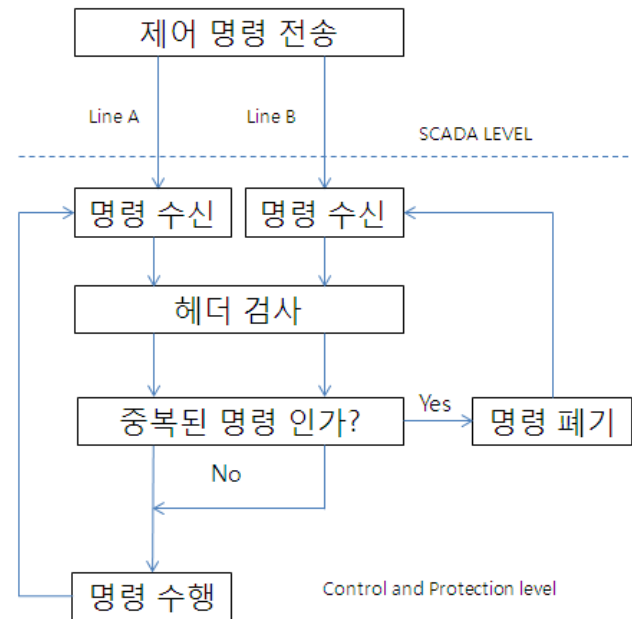 제어 명령 전송
Line A
Line B
SCADA LEVEL
명령 수신
명령 수신
헤더 검사
중복된 명령 인가?
Yes
명령 폐기
No
명령 수행
Control and Protection level